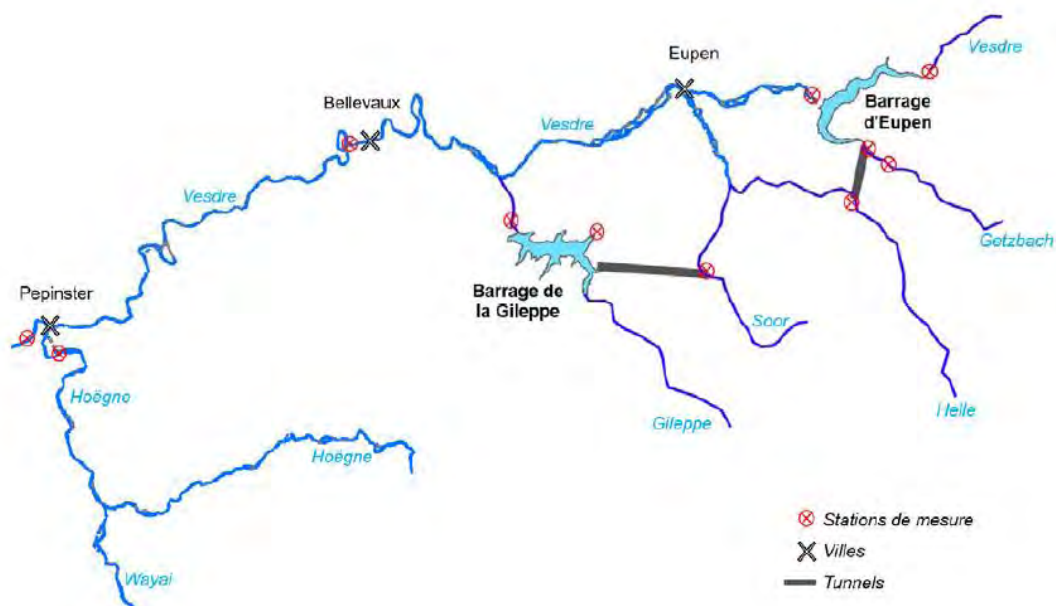 Vesdre
Eupen
Barrage
d'Eupen
Bellevaux
Vesdre
Vesdre
Getzbach
Pepinster
Barrage de
la Gileppe
Soor
Hoëgne
Gileppe
Helle
Hoëgne
Wayai
Stations de mesure
Villes
Tunnels